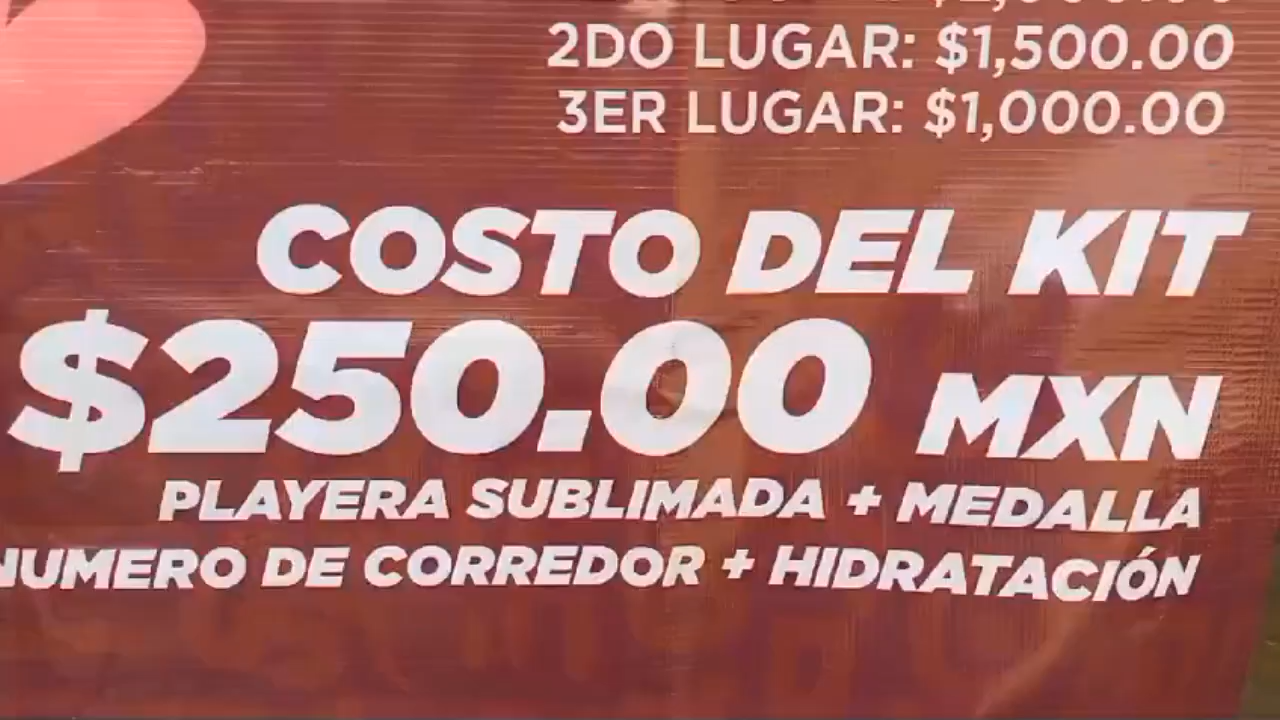 2DO LUGAR: $1,500.00
3ER LUGAR: $1,000.00
COSTO DEL KIT
$250.00 MXN
PLAYERA SUBLIMADA + MEDALLA
NUMERO DE CORREDOR + HIDRATACIÓN